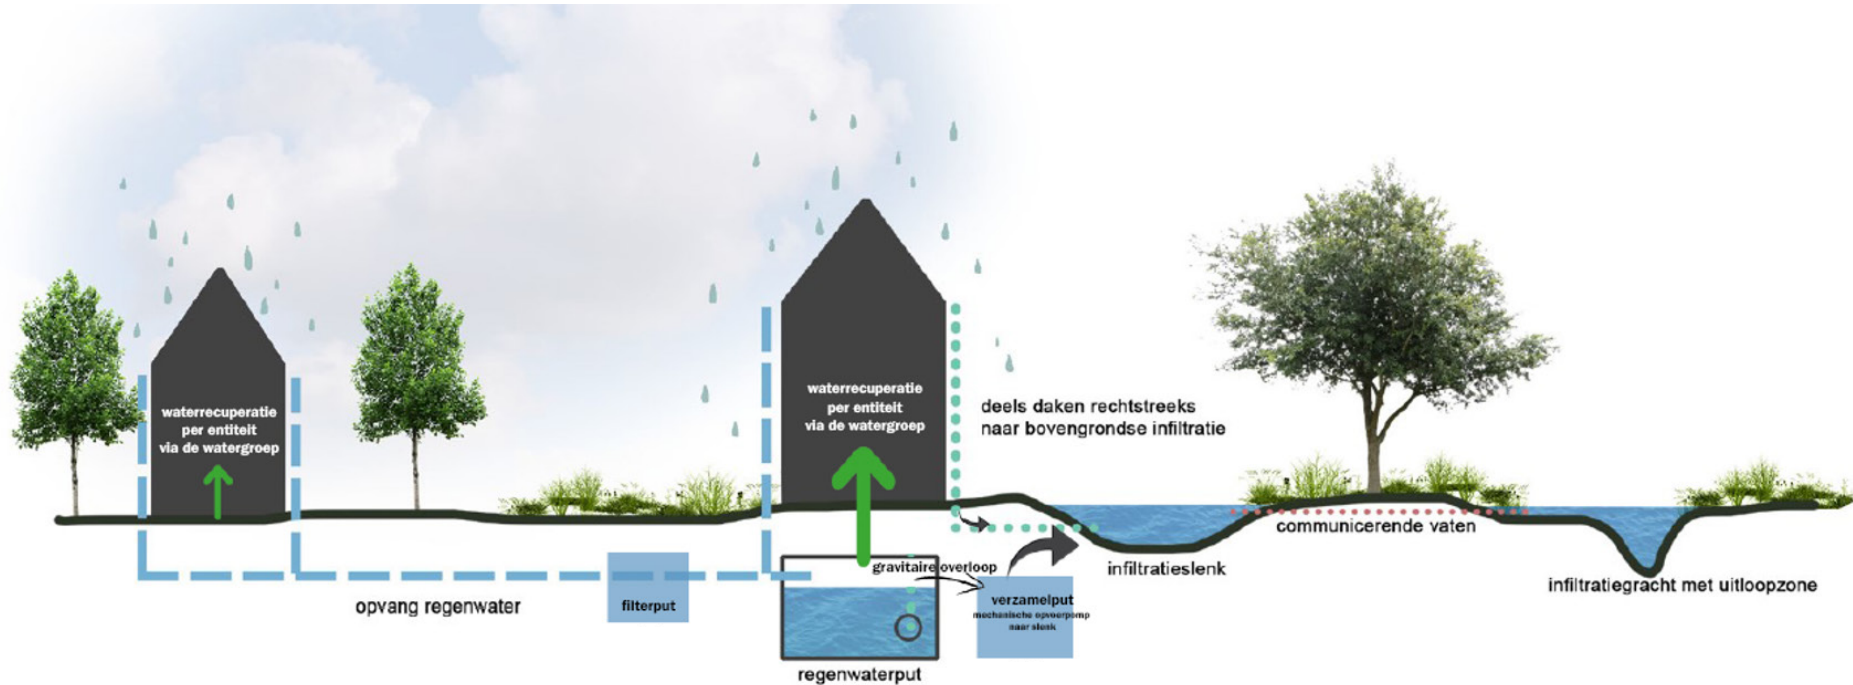 waterrecuperatie
per entiteit
via de watergroep
waterrecuperatie
per entiteit
via de watergroep
deels daken rechtstreeks
naar bovengrondse infiltratie
communicerende vaten
infiltratieslenk
infiltratiegracht met uitloopzone
gravitaire overloop
verzamelput
mechanische opvoerpomp
naar slenk
opvang regenwater
filterput
regenwaterput